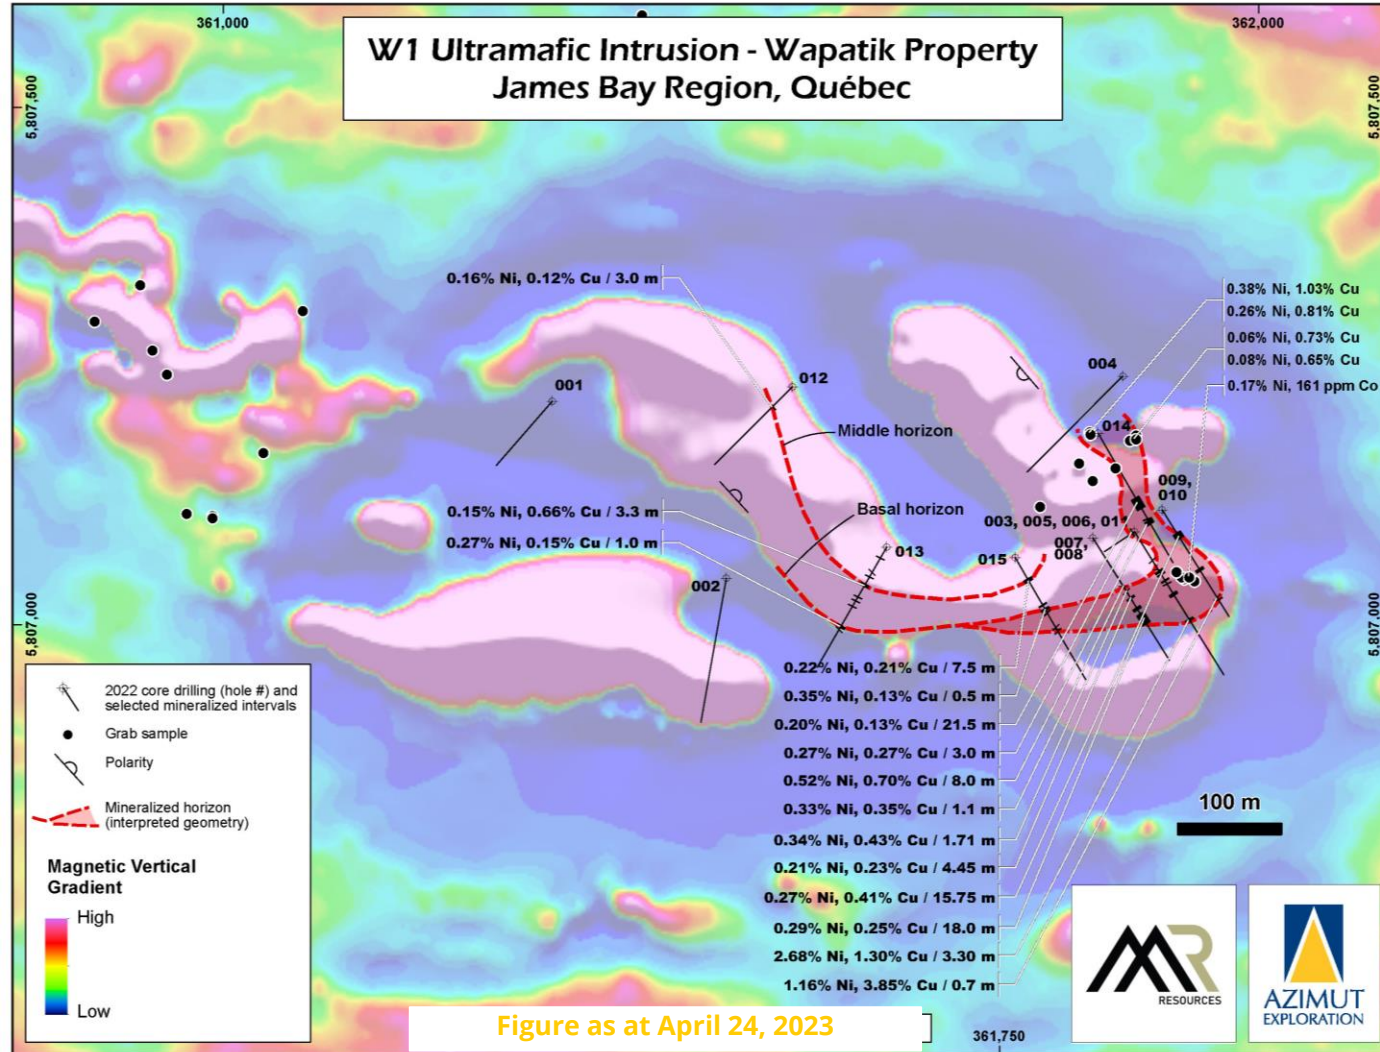 361,000
362,000
W1 Ultramafic Intrusion - Wapatik Property
James Bay Region, Québec
5,807,500
5,807,500
0.16% Ni, 0.12% Cu / 3.0 m
0.38% Ni, 1.03% Cu
0.26% Ni, 0.81% Cu
0.06% Ni, 0.73% Cu
0.08% Ni, 0.65% Cu
0.17% Ni, 161 ppm Co
001
012
004
Middle horizon
014
009,
010
Basal horizon
003, 005, 006, 01
007,
008
0.15% Ni, 0.66% Cu / 3.3 m
0.27% Ni, 0.15% Cu / 1.0 m
013
015
002
5,807,000
5,807,000
0.22% Ni, 0.21% Cu / 7.5 m
0.35% Ni, 0.13% Cu / 0.5 m
0.20% Ni, 0.13% Cu / 21.5 m
0.27% Ni, 0.27% Cu / 3.0 m
0.52% Ni, 0.70% Cu / 8.0 m
0.33% Ni, 0.35% Cu / 1.1 m
0.34% Ni, 0.43% Cu / 1.71 m
0.21% Ni, 0.23% Cu / 4.45 m
0.27% Ni, 0.41% Cu / 15.75 m
0.29% Ni, 0.25% Cu / 18.0 m
2.68% Ni, 1.30% Cu / 3.30 m
1.16% Ni, 3.85% Cu / 0.7 m
100 m
2022 core drilling (hole #) and
selected mineralized intervals
Grab sample
Polarity
Mineralized horizon
(interpreted geometry)
Magnetic Vertical
Gradient
High
Low
Figure as at April 24, 2023
361,750
MR
RESOURCES
AZIMUT
EXPLORATION